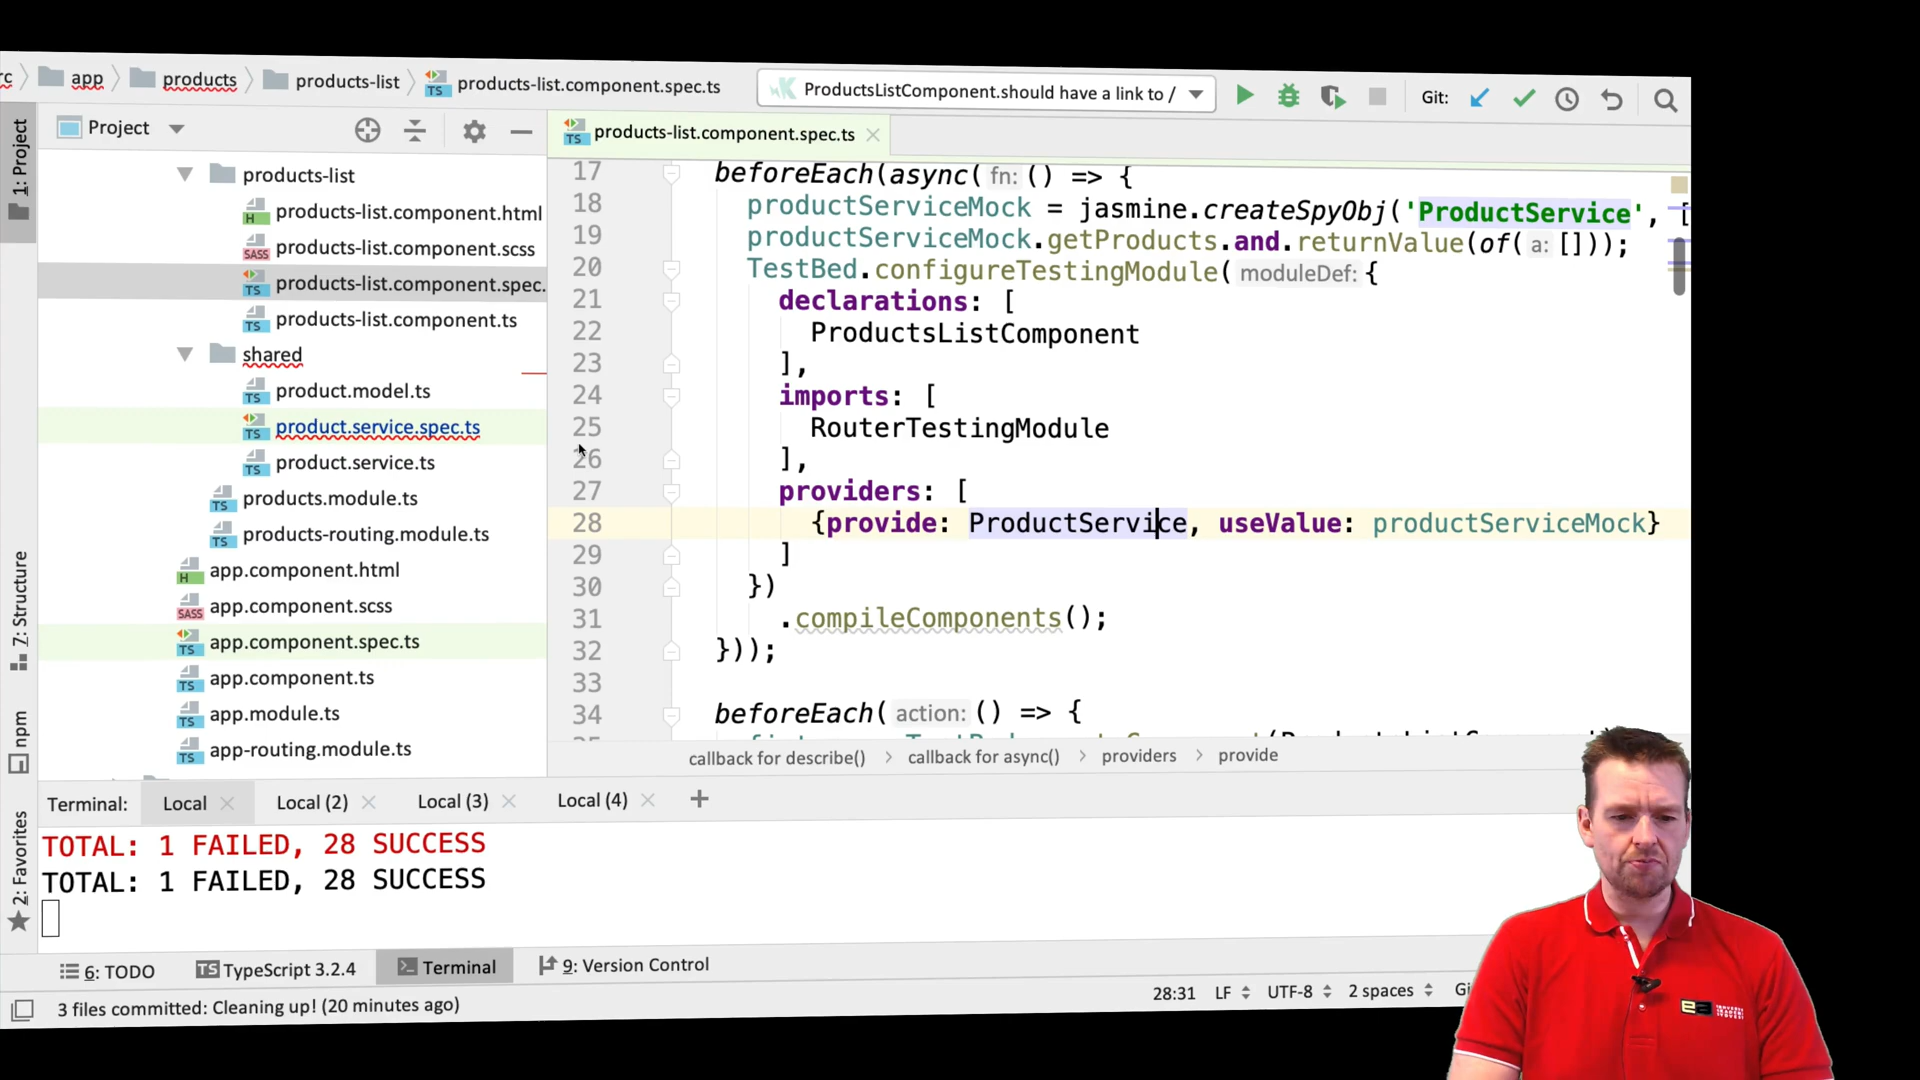 rc app products products-list products-list.component.spec.ts ProductsListComponent.should have a link to / Git:
1: Project
Project
products-list
products-list.component.html
products-list.component.scss
products-list.component.spec.
products-list.component.ts
shared
product.model.ts
product.service.spec.ts
product.service.ts
products.module.ts
products-routing.module.ts
app.component.html
app.component.scss
app.component.spec.ts
app.component.ts
app.module.ts
app-routing.module.ts
products-list.component.spec.ts
17 beforeEach(async( fn: () => {
18 productServiceMock = jasmine.createSpyObj('ProductService', [
19 productServiceMock.getProducts.and.returnValue(of( a: []));
20 TestBed.configureTestingModule( moduleDef: {
21 declarations: [
22 ProductsListComponent
23 ],
24 imports: [
25 RouterTestingModule
26 ],
27 providers: [
28 {provide: ProductService, useValue: productServiceMock}
29 ]
30 })
31 .compileComponents();
32 }));
33
34 beforeEach( action: () => {
callback for describe() > callback for async() > providers > provide
7: Structure
npm
2: Favorites
Terminal: Local Local (2) Local (3) Local (4) +
TOTAL: 1 FAILED, 28 SUCCESS
TOTAL: 1 FAILED, 28 SUCCESS
6: TODO TypeScript 3.2.4 Terminal 9: Version Control
3 files committed: Cleaning up! (20 minutes ago) 28:31 LF UTF-8 2 spaces Gi